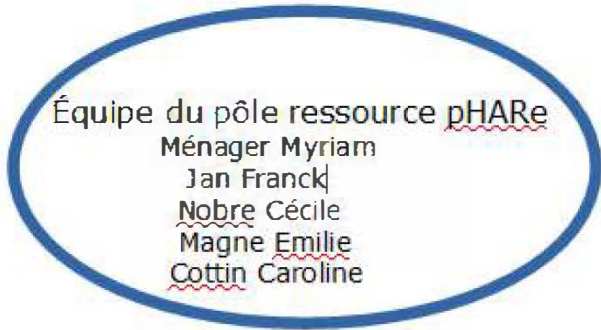 Équipe du pôle ressource pHARe
Ménager Myriam
Jan Franck
Nobre Cécile
Magne Emilie
Cottin Caroline